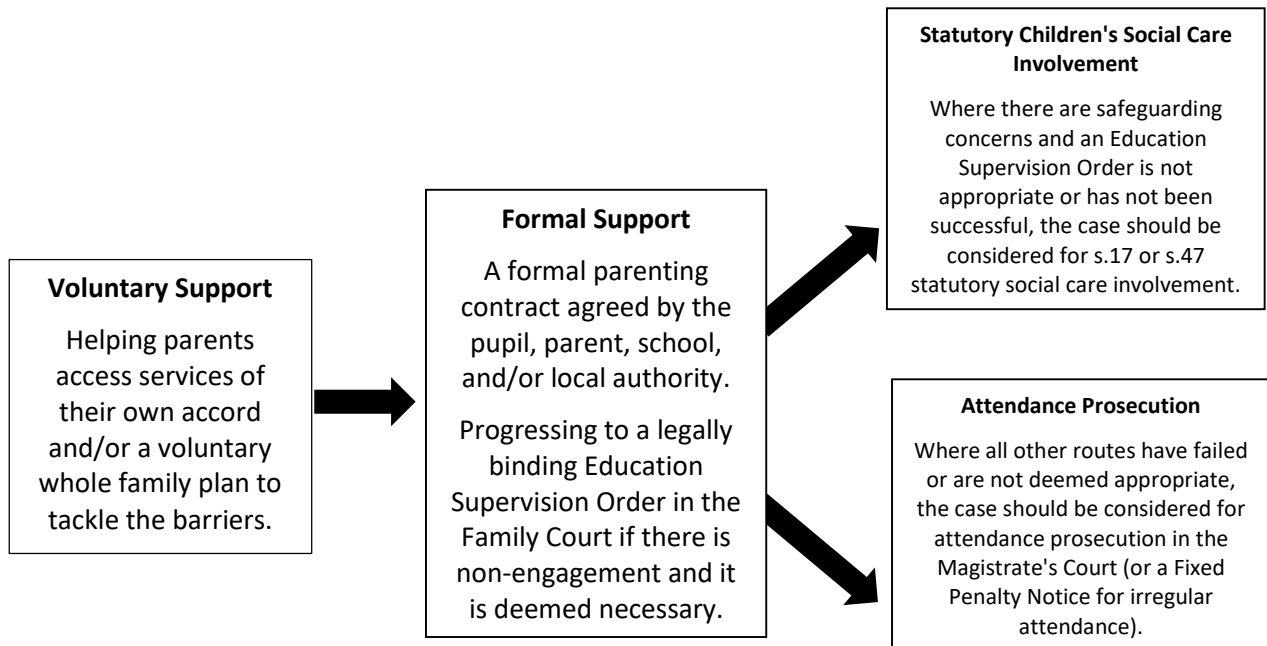 Voluntary Support
Helping parents
access services of
their own accord
and/or a voluntary
whole family plan to
tackle the barriers.
Formal Support
A formal parenting
contract agreed by the
pupil, parent, school,
and/or local authority.
Progressing to a legally
binding Education
Supervision Order in the
Family Court if there is
non-engagement and it
is deemed necessary.
Statutory Children's Social Care
Involvement
Where there are safeguarding
concerns and an Education
Supervision Order is not
appropriate or has not been
successful, the case should be
considered for s.17 or s.47
statutory social care involvement.
Attendance Prosecution
Where all other routes have failed
or are not deemed appropriate,
the case should be considered for
attendance prosecution in the
Magistrate's Court (or a Fixed
Penalty Notice for irregular
attendance).